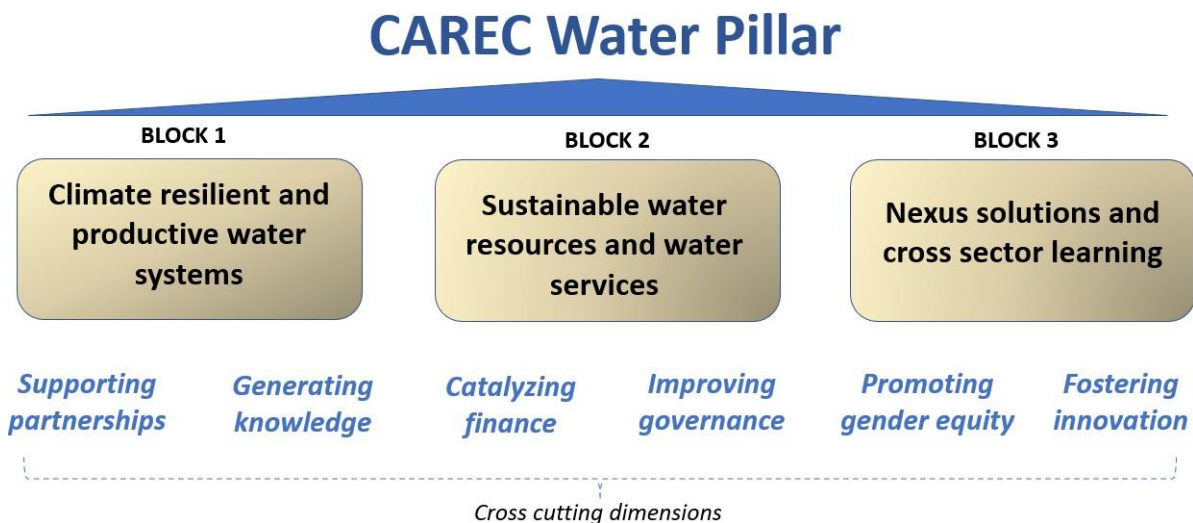 CAREC Water Pillar
BLOCK 1
BLOCK 2
BLOCK 3
Climate resilient and
productive water
systems
Sustainable water
resources and water
services
Nexus solutions and
cross sector learning
Supporting
partnerships
Generating
knowledge
Catalyzing
finance
Improving
governance
Promoting
gender equity
Fostering
innovation
Cross cutting dimensions